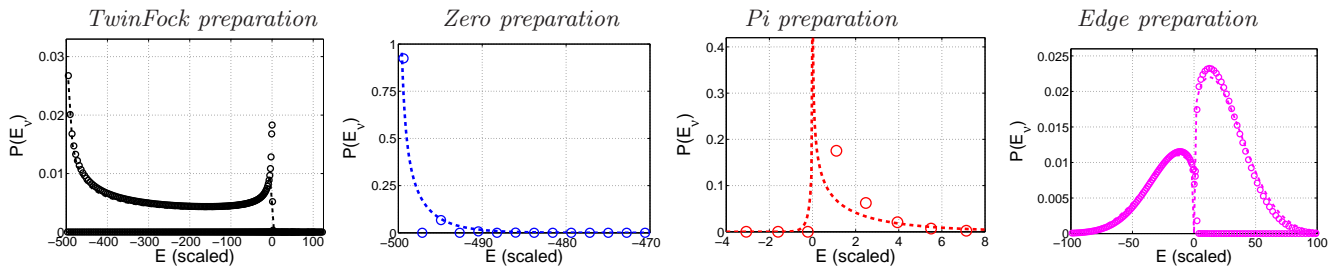 TwinFock preparation
Zero preparation
Pi preparation
Edge preparation
P(E_ν)
0.03
0.02
0.01
0
-500 -400 -300 -200 -100 0 100
E (scaled)
P(E_ν)
1
0.75
0.5
0.25
0
-500 -490 -480 -470
E (scaled)
P(E_ν)
0.4
0.3
0.2
0.1
0
-4 -2 0 2 4 6 8
E (scaled)
P(E_ν)
0.025
0.02
0.015
0.01
0.005
0
-100 -50 0 50 100
E (scaled)